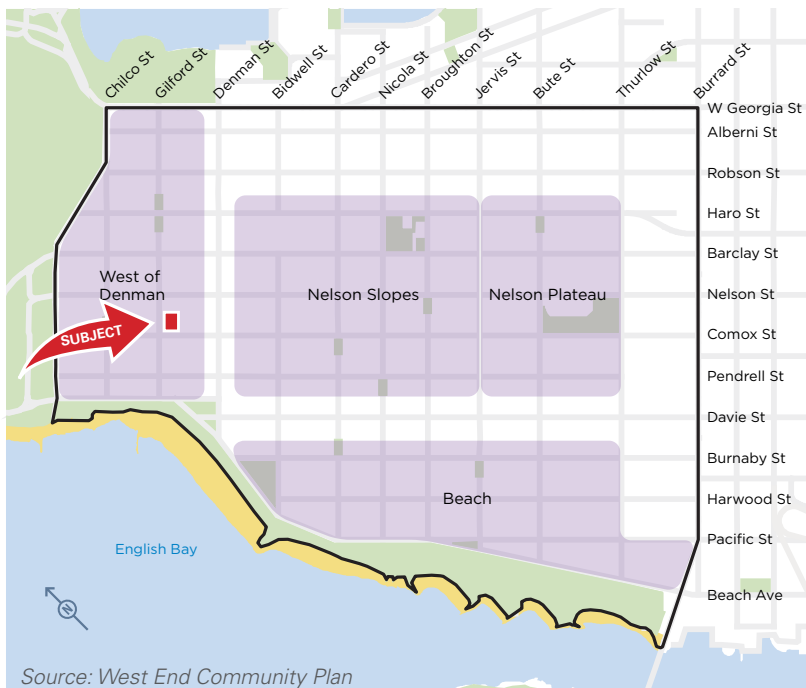 Chilco St
Gilford St
Denman St
Bidwell St
Cardero St
Nicola St
Broughton St
Jervis St
Bute St
Thurlow St
Burrard St
W Georgia St
Alberni St
Robson St
Haro St
Barclay St
West of
Denman
Nelson Slopes
Nelson Plateau
Nelson St
SUBJECT
Comox St
Pendrell St
Davie St
Burnaby St
Beach
Harwood St
Pacific St
English Bay
Beach Ave
N
Source: West End Community Plan